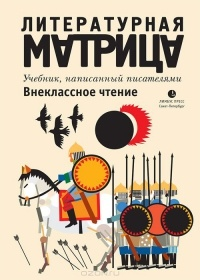 ЛИТЕРАТУРНАЯ
МАТРИЦА
Учебник, написанный писателями
Внеклассное чтение
ЛИМБУС ПРЕСС
Санкт-Петербург